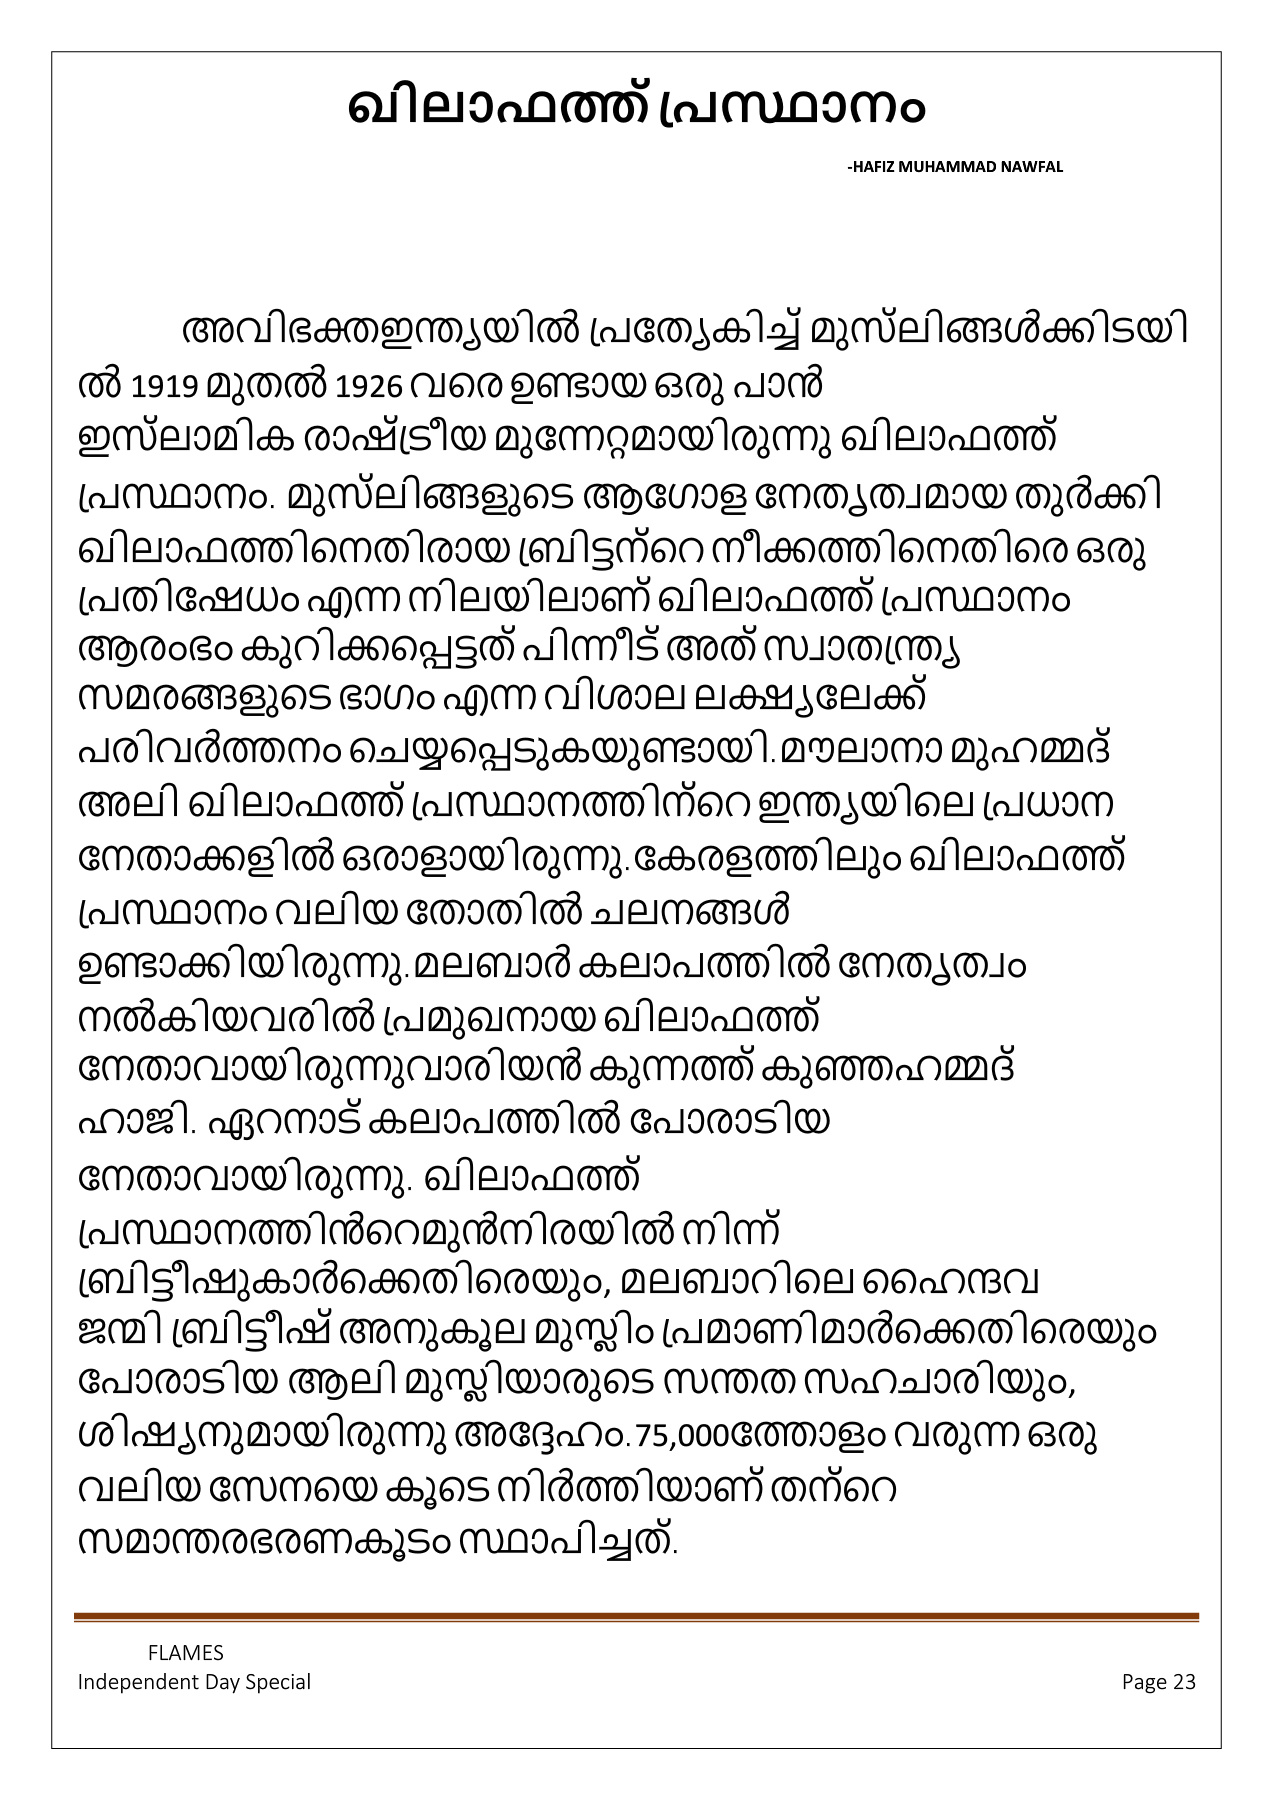 ഖിലാഫത്ത് പ്രസ്ഥാനം
-HAFIZ MUHAMMAD NAWFAL
അവിഭക്തഇന്ത്യയിൽ പ്രത്യേകിച്ച് മുസ്‌ലിങ്ങൾക്കിടയി
ൽ 1919 മുതൽ 1926 വരെ ഉണ്ടായ ഒരു പാൻ
ഇസ്‌ലാമിക രാഷ്ട്രീയ മുന്നേറ്റമായിരുന്നു ഖിലാഫത്ത്
പ്രസ്ഥാനം. മുസ്‌ലിങ്ങളുടെ ആഗോള നേതൃത്വമായ തുർക്കി
ഖിലാഫത്തിനെതിരായ ബ്രിട്ടന്റെ നീക്കത്തിനെതിരെ ഒരു
പ്രതിഷേധം എന്ന നിലയിലാണ് ഖിലാഫത്ത് പ്രസ്ഥാനം
ആരംഭം കുറിക്കപ്പെട്ടത് പിന്നീട് അത് സ്വാതന്ത്ര്യ
സമരങ്ങളുടെ ഭാഗം എന്ന വിശാല ലക്ഷ്യലേക്ക്
പരിവർത്തനം ചെയ്യപ്പെടുകയുണ്ടായി.മൗലാനാ മുഹമ്മദ്
അലി ഖിലാഫത്ത് പ്രസ്ഥാനത്തിന്റെ ഇന്ത്യയിലെ പ്രധാന
നേതാക്കളിൽ ഒരാളായിരുന്നു.കേരളത്തിലും ഖിലാഫത്ത്
പ്രസ്ഥാനം വലിയ തോതിൽ ചലനങ്ങൾ
ഉണ്ടാക്കിയിരുന്നു.മലബാർ കലാപത്തിൽ നേതൃത്വം
നൽകിയവരിൽ പ്രമുഖനായ ഖിലാഫത്ത്
നേതാവായിരുന്നുവാരിയൻ കുന്നത്ത് കുഞ്ഞഹമ്മദ്
ഹാജി. ഏറനാട് കലാപത്തിൽ പോരാടിയ
നേതാവായിരുന്നു. ഖിലാഫത്ത്
പ്രസ്ഥാനത്തിൻറെമുൻനിരയിൽ നിന്ന്
ബ്രിട്ടീഷുകാർക്കെതിരെയും, മലബാറിലെ ഹൈന്ദവ
ജന്മി ബ്രിട്ടീഷ് അനുകൂല മുസ്ലിം പ്രമാണിമാർക്കെതിരെയും
പോരാടിയ ആലി മുസ്ലിയാരുടെ സന്തത സഹചാരിയും,
ശിഷ്യനുമായിരുന്നു അദ്ദേഹം.75,000ത്തോളം വരുന്ന ഒരു
വലിയ സേനയെ കൂടെ നിർത്തിയാണ് തന്റെ
സമാന്തരഭരണകൂടം സ്ഥാപിച്ചത്.
FLAMES
Independent Day Special
Page 23